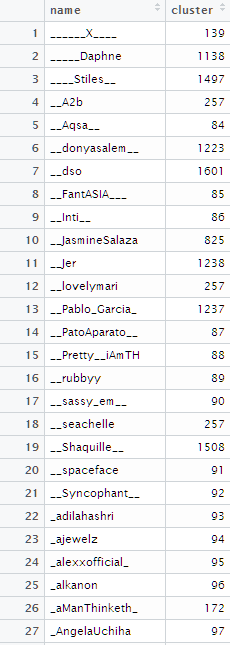 name cluster
1 ______X____ 139
2 _____Daphne 1138
3 ____Stiles__ 1497
4 __A2b 257
5 __Aqsa__ 84
6 __donyasalem__ 1223
7 __dso 1601
8 __FantASIA___ 85
9 __Inti__ 86
10 __JasmineSalaza 825
11 __Jer 1238
12 __lovelymari 257
13 __Pablo_Garcia_ 1237
14 __PatoAparato__ 87
15 __Pretty__iAmTH 88
16 __rubbyy 89
17 __sassy_em__ 90
18 __seachelle 257
19 __Shaquille__ 1508
20 __spaceface 91
21 __Syncophant__ 92
22 _adilahashri 93
23 _ajewelz 94
24 _alexxofficial_ 95
25 _alkanon 96
26 _aManThinketh_ 172
27 _AngelaUchiha 97